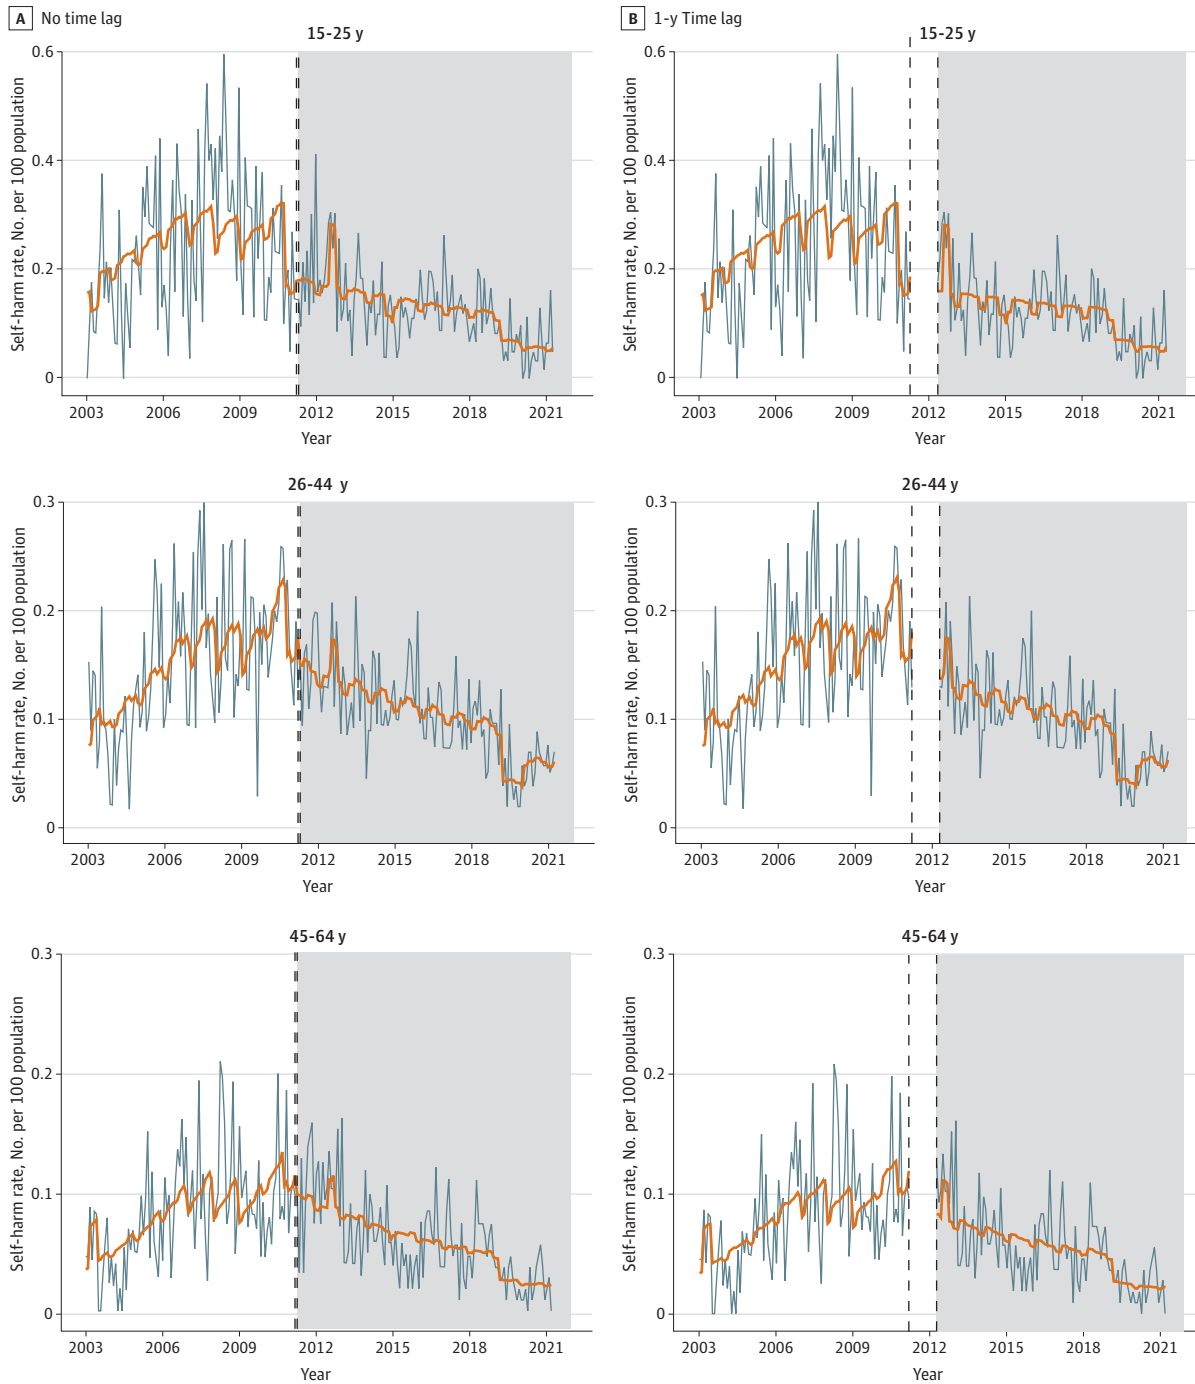 A No time lag
15-25 y
Self-harm rate, No. per 100 population
0.6
0.4
0.2
0
2003 2006 2009 2012 2015 2018 2021
Year
26-44 y
Self-harm rate, No. per 100 population
0.3
0.2
0.1
0
2003 2006 2009 2012 2015 2018 2021
Year
45-64 y
Self-harm rate, No. per 100 population
0.3
0.2
0.1
0
2003 2006 2009 2012 2015 2018 2021
Year
B 1-y Time lag
15-25 y
Self-harm rate, No. per 100 population
0.6
0.4
0.2
0
2003 2006 2009 2012 2015 2018 2021
Year
26-44 y
Self-harm rate, No. per 100 population
0.3
0.2
0.1
0
2003 2006 2009 2012 2015 2018 2021
Year
45-64 y
Self-harm rate, No. per 100 population
0.3
0.2
0.1
0
2003 2006 2009 2012 2015 2018 2021
Year